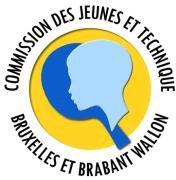 COMMISSION DES JEUNES ET TECHNIQUE
BRUXELLES ET BRABANT WALLON